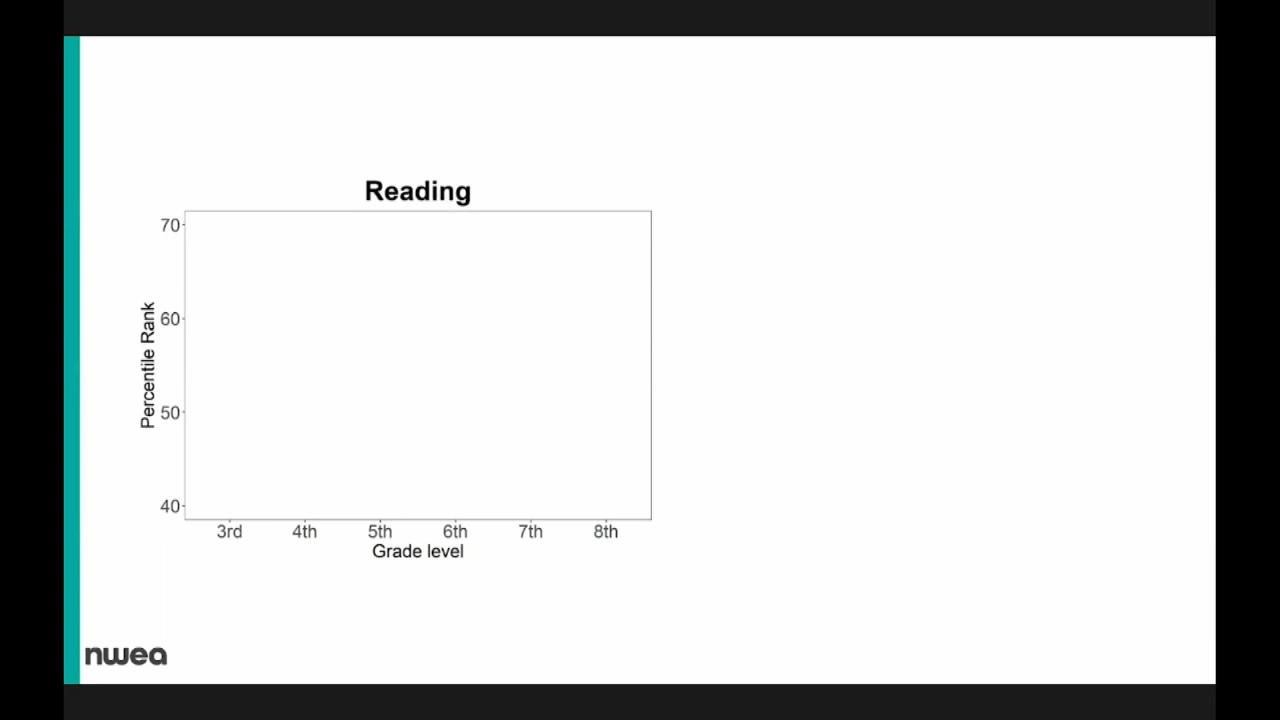 Reading
70
60
50
40
Percentile Rank
3rd 4th 5th 6th 7th 8th
Grade level
nwea